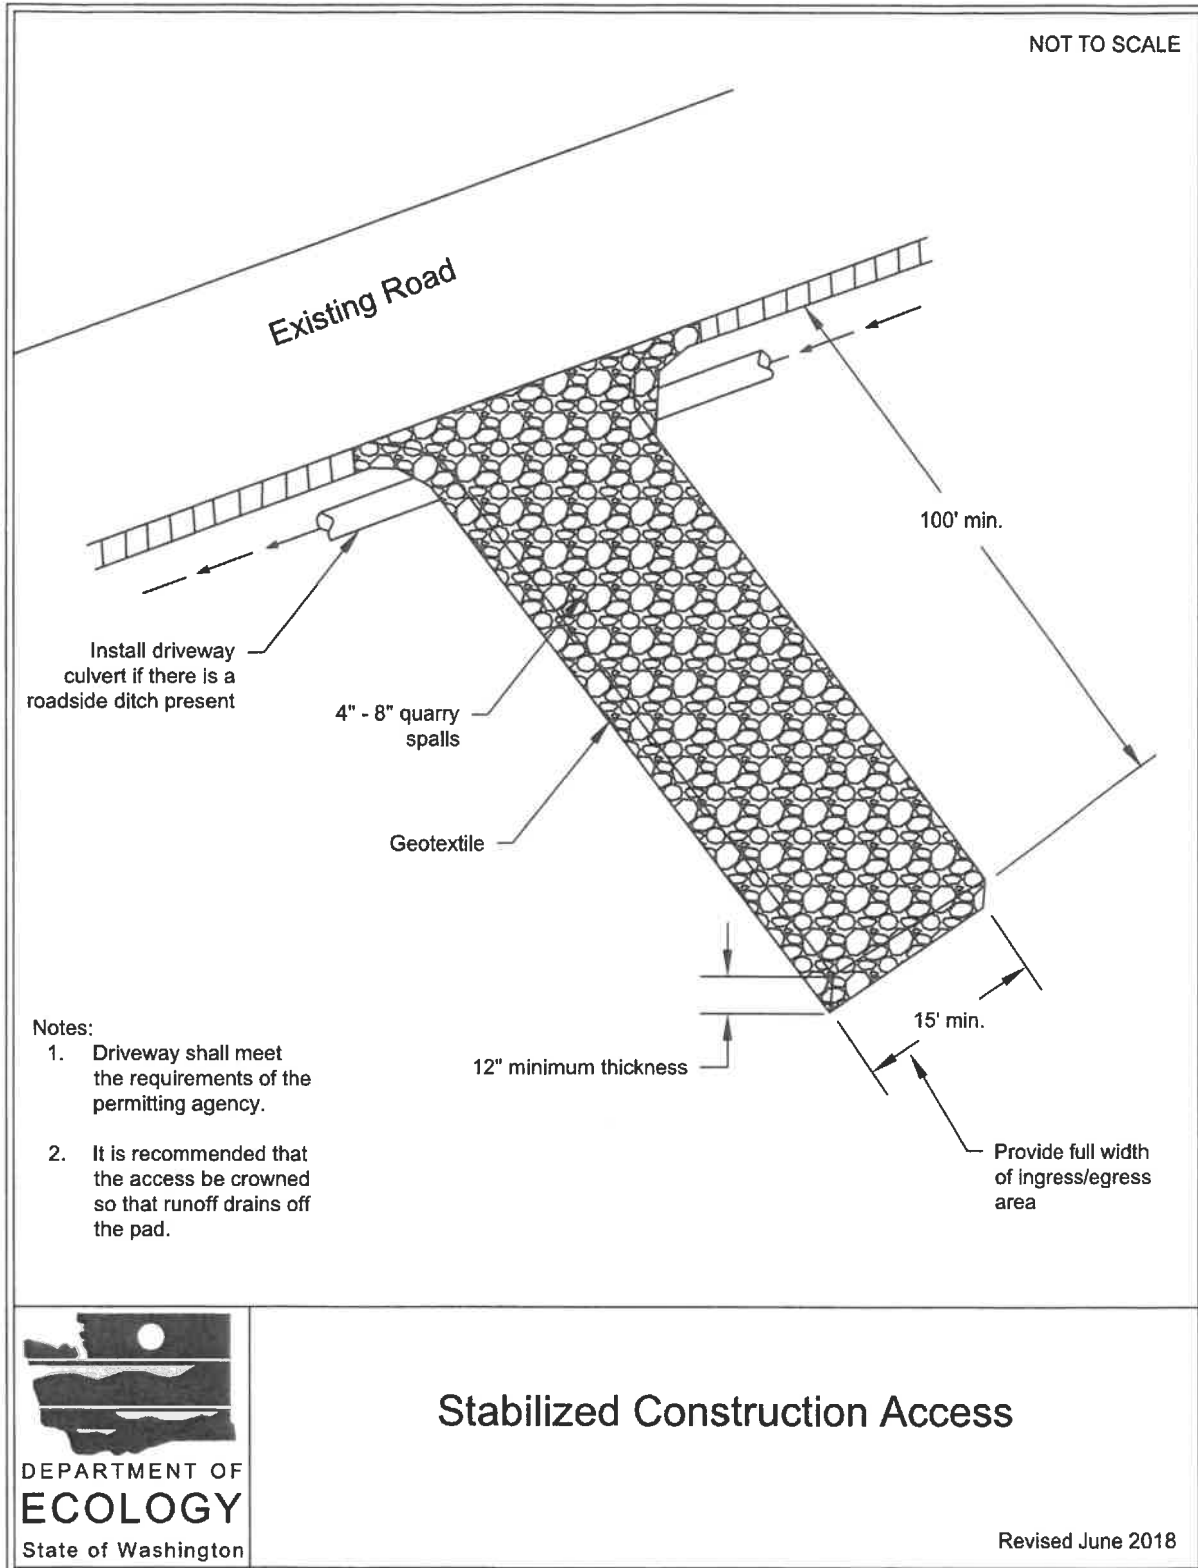 NOT TO SCALE
Existing Road
100' min.
Install driveway
culvert if there is a
roadside ditch present
4" - 8" quarry
spalls
Geotextile
15' min.
12" minimum thickness
Provide full width
of ingress/egress
area
Notes:
1. Driveway shall meet
the requirements of the
permitting agency.
2. It is recommended that
the access be crowned
so that runoff drains off
the pad.
DEPARTMENT OF
ECOLOGY
State of Washington
Stabilized Construction Access
Revised June 2018